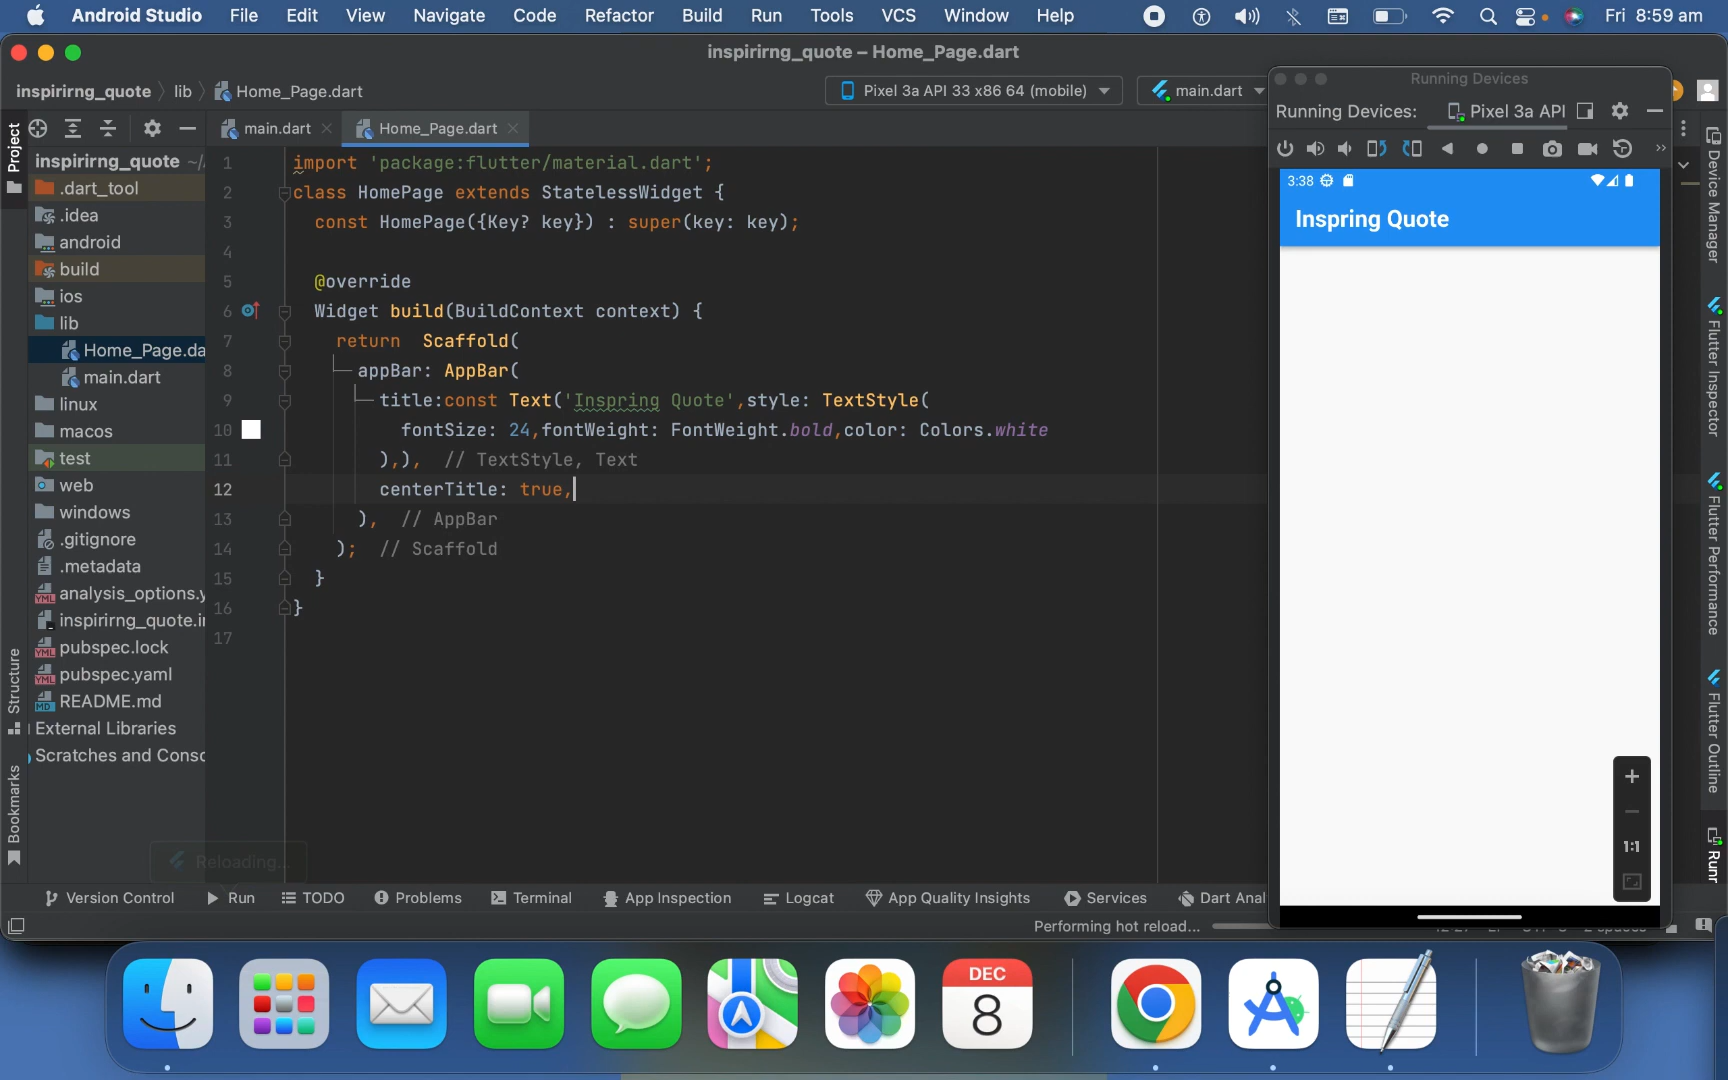 Android Studio File Edit View Navigate Code Refactor Build Run Tools VCS Window Help Fri 8:59 am
inspirirng_quote – Home_Page.dart
inspirirng_quote lib Home_Page.dart
Pixel 3a API 33 x86 64 (mobile) main.dart
Project
inspirirng_quote ~/
.dart_tool
.idea
android
build
ios
lib
Home_Page.da
main.dart
linux
macos
test
web
windows
.gitignore
.metadata
analysis_options.y
inspirirng_quote.i
pubspec.lock
pubspec.yaml
README.md
External Libraries
Scratches and Consc
Structure
Bookmarks
main.dart Home_Page.dart
1 import 'package:flutter/material.dart';
2 class HomePage extends StatelessWidget {
3 const HomePage({Key? key}) : super(key: key);
4
5 @override
6 Widget build(BuildContext context) {
7 return Scaffold(
8 appBar: AppBar(
9 title:const Text('Inspring Quote',style: TextStyle(
10 fontSize: 24,fontWeight: FontWeight.bold,color: Colors.white
11 ),), // TextStyle, Text
12 centerTitle: true,
13 ), // AppBar
14 ); // Scaffold
15 }
16 }
17
Reloading...
Running Devices
Running Devices: Pixel 3a API
3:38
Inspring Quote
1:1
Device Manager
Flutter Inspector
Flutter Performance
Flutter Outline
Runr
Version Control Run TODO Problems Terminal App Inspection Logcat App Quality Insights Services Dart Anal
Performing hot reload...
DEC
8